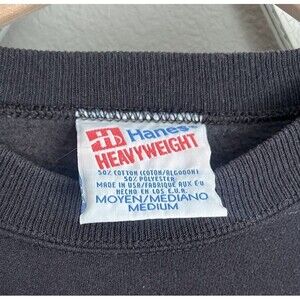 H Hanes
HEAVYWEIGHT
50% COTTON (COTON/ALGODON)
50% POLYESTER
MADE IN USA/FABRIQUE AUX E-U
HECHO EN LOS E.U.A.
MOYEN/MEDIANO
MEDIUM